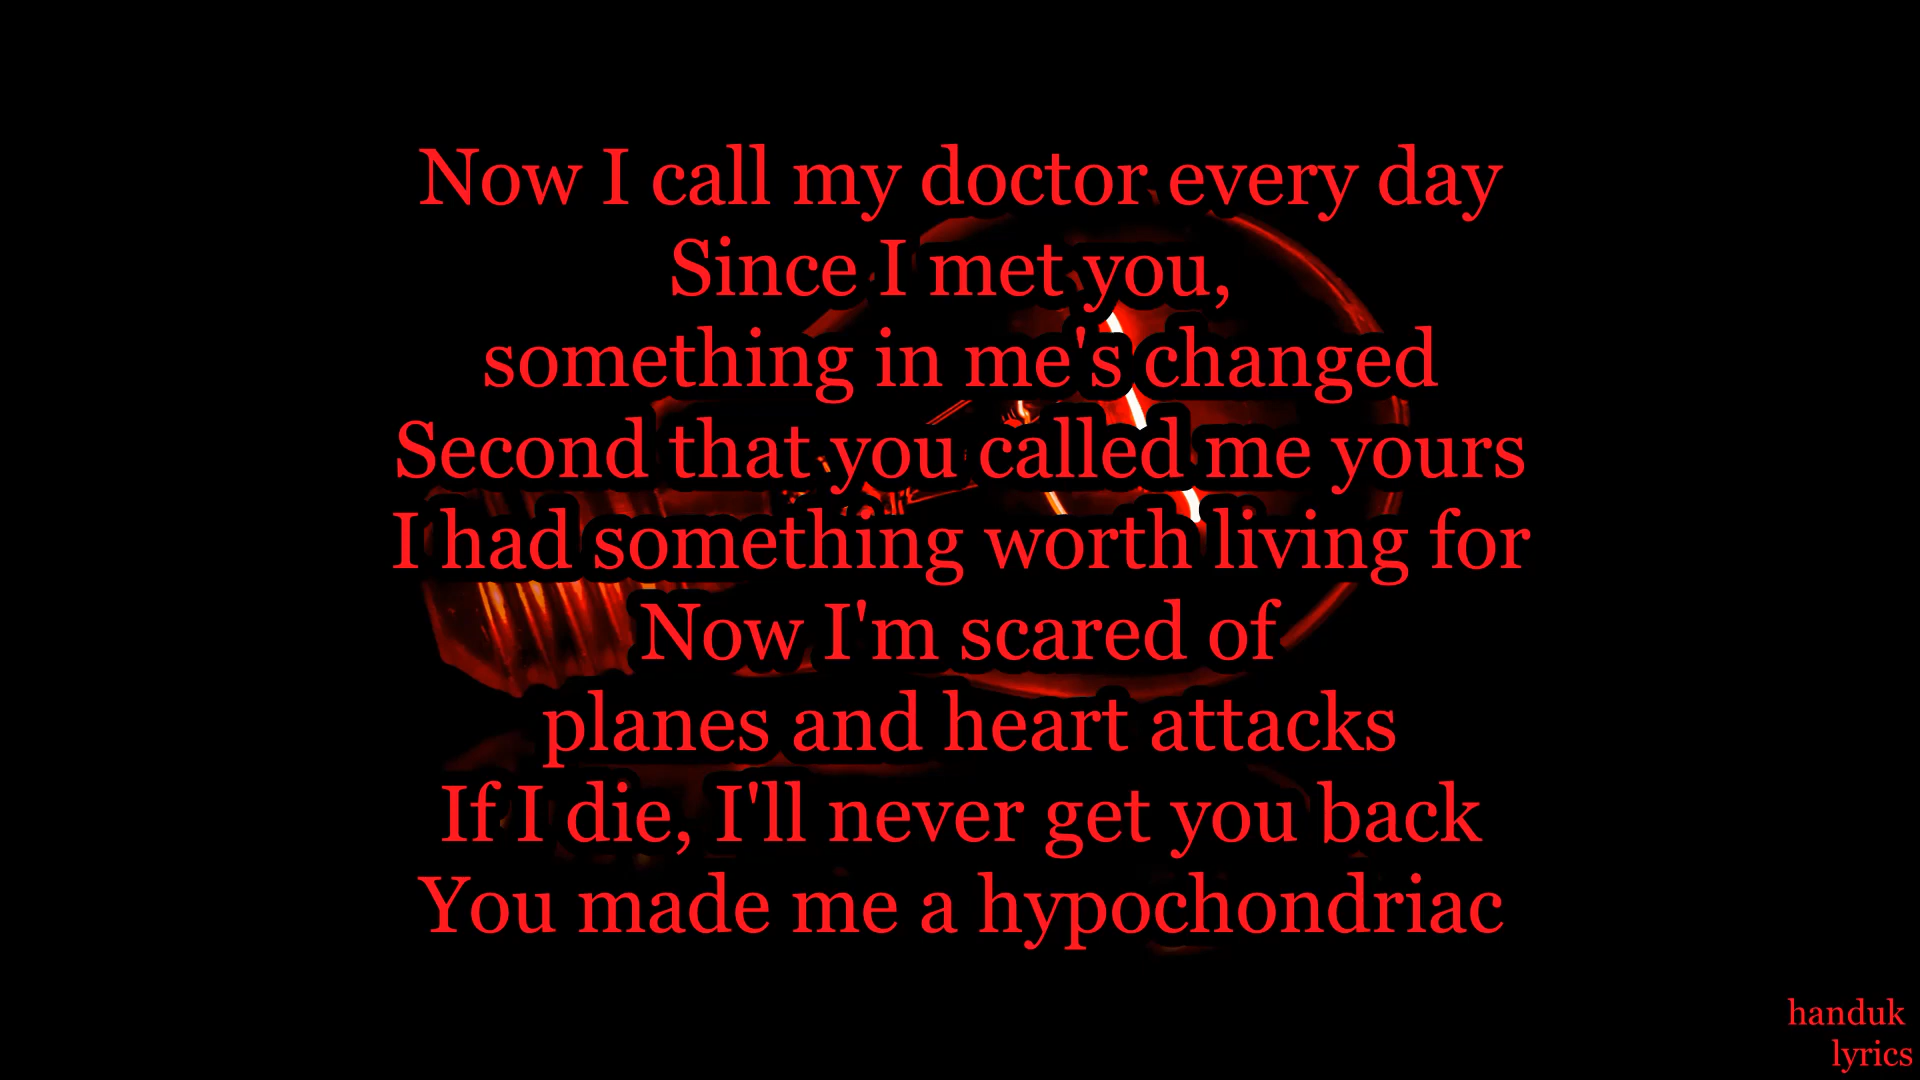 Now I call my doctor every day
Since I met you,
something in me's changed
Second that you called me yours
I had something worth living for
Now I'm scared of
planes and heart attacks
If I die, I'll never get you back
You made me a hypochondriac
handuk
lyrics